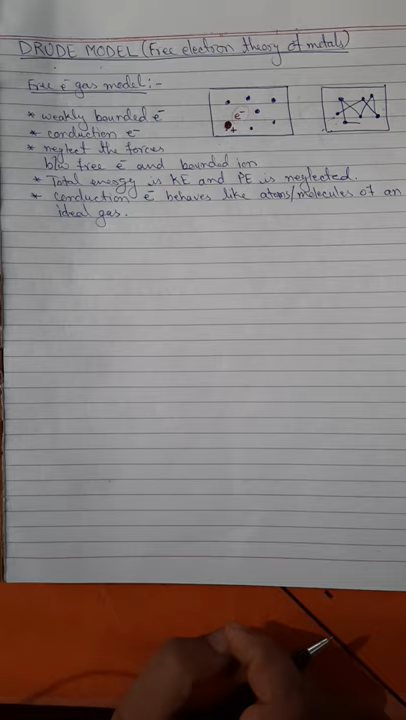 DRUDE MODEL (Free electron theory of metals)
Free e⁻ gas model:-
* weakly bounded e⁻
* conduction e⁻
* neglect the forces
b/w free e⁻ and bounded ion
* Total energy is KE and PE is neglected.
* conduction e⁻ behaves like atoms/molecules of an
ideal gas.
e⁻
+